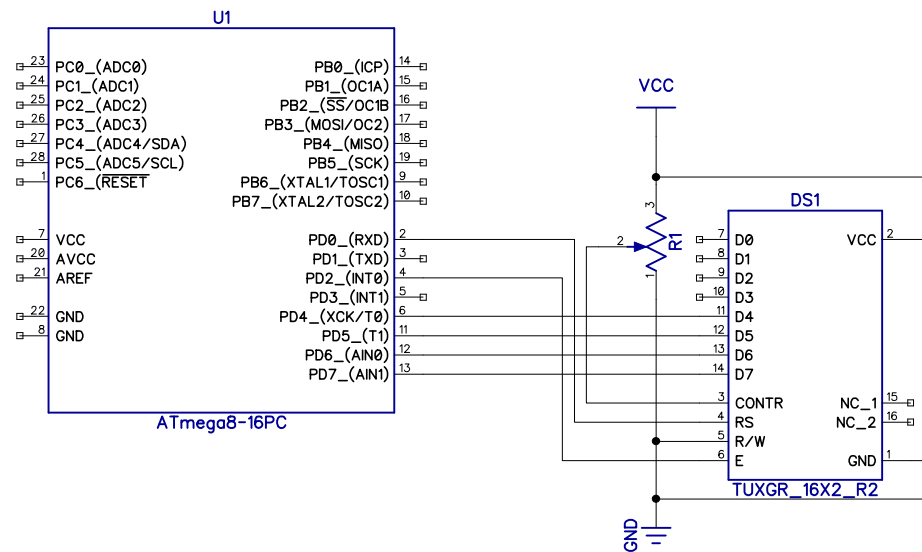 U1
23 PC0_(ADC0) PB0_(ICP) 14
24 PC1_(ADC1) PB1_(OC1A) 15
25 PC2_(ADC2) PB2_(SS/OC1B 16
26 PC3_(ADC3) PB3_(MOSI/OC2) 17
27 PC4_(ADC4/SDA) PB4_(MISO) 18
28 PC5_(ADC5/SCL) PB5_(SCK) 19
1 PC6_(RESET PB6_(XTAL1/TOSC1) 9
PB7_(XTAL2/TOSC2) 10
7 VCC PD0_(RXD) 2
20 AVCC PD1_(TXD) 3
21 AREF PD2_(INT0) 4
PD3_(INT1) 5
22 GND PD4_(XCK/T0) 6
8 GND PD5_(T1) 11
PD6_(AIN0) 12
PD7_(AIN1) 13
ATmega8-16PC
VCC
3
2
R1
1
GND
DS1
7 D0 VCC 2
8 D1
9 D2
10 D3
11 D4
12 D5
13 D6
14 D7
3 CONTR NC_1 15
4 RS NC_2 16
5 R/W
6 E GND 1
TUXGR_16X2_R2